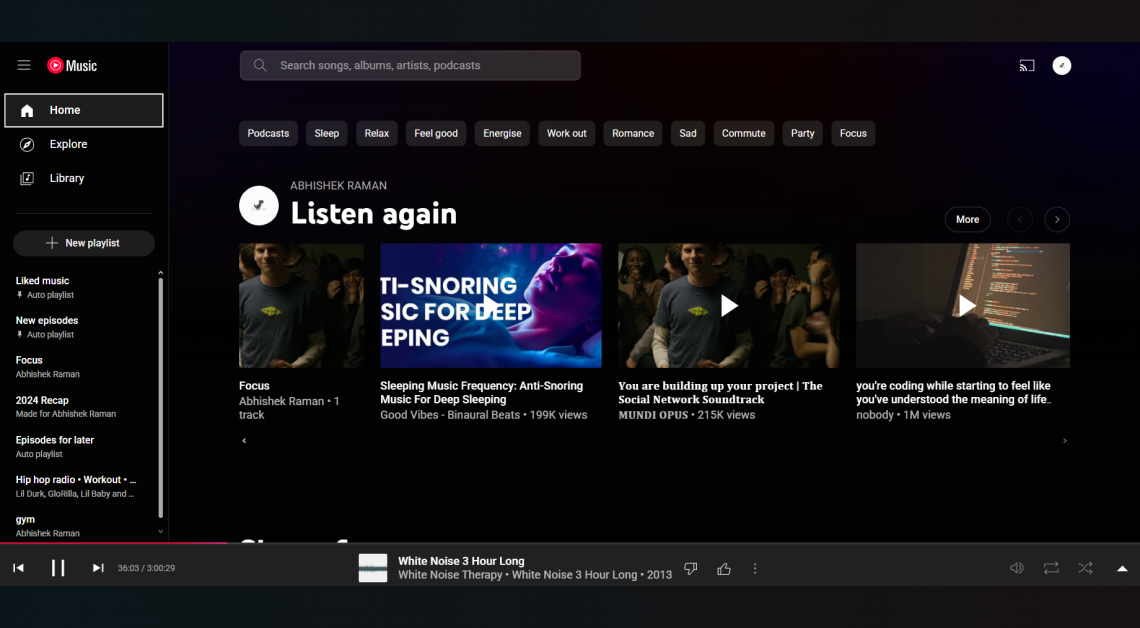 Music
Search songs, albums, artists, podcasts
Home
Explore
Library
New playlist
Liked music
Auto playlist
New episodes
Auto playlist
Focus
Abhishek Raman
2024 Recap
Made for Abhishek Raman
Episodes for later
Auto playlist
Hip hop radio • Workout • ...
Lil Durk, GloRilla, Lil Baby and ...
gym
Abhishek Raman
Podcasts Sleep Relax Feel good Energise Work out Romance Sad Commute Party Focus
ABHISHEK RAMAN
Listen again
More
Focus
Abhishek Raman • 1
track
TI-SNORING
SIC FOR DEEP
EPING
Sleeping Music Frequency: Anti-Snoring
Music For Deep Sleeping
Good Vibes - Binaural Beats • 199K views
You are building up your project | The
Social Network Soundtrack
MUNDI OPUS • 215K views
you're coding while starting to feel like
you've understood the meaning of life..
nobody • 1M views
36:03 / 3:00:29
White Noise 3 Hour Long
White Noise Therapy • White Noise 3 Hour Long • 2013